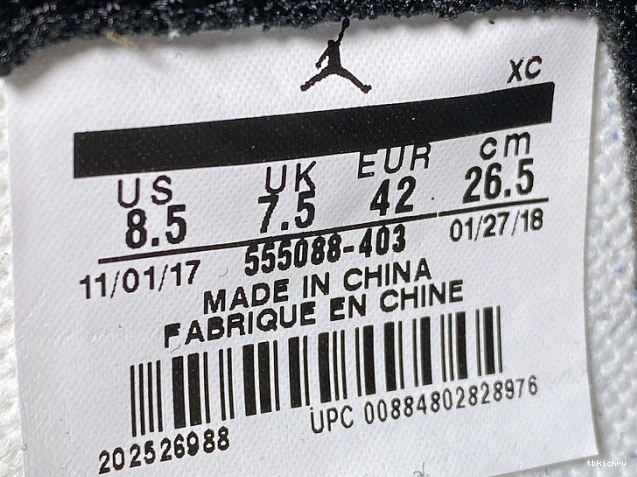 XC
US UK EUR cm
8.5 7.5 42 26.5
11/01/17 555088-403 01/27/18
MADE IN CHINA
FABRIQUE EN CHINE
UPC 00884802828976
202526988
tbkickru